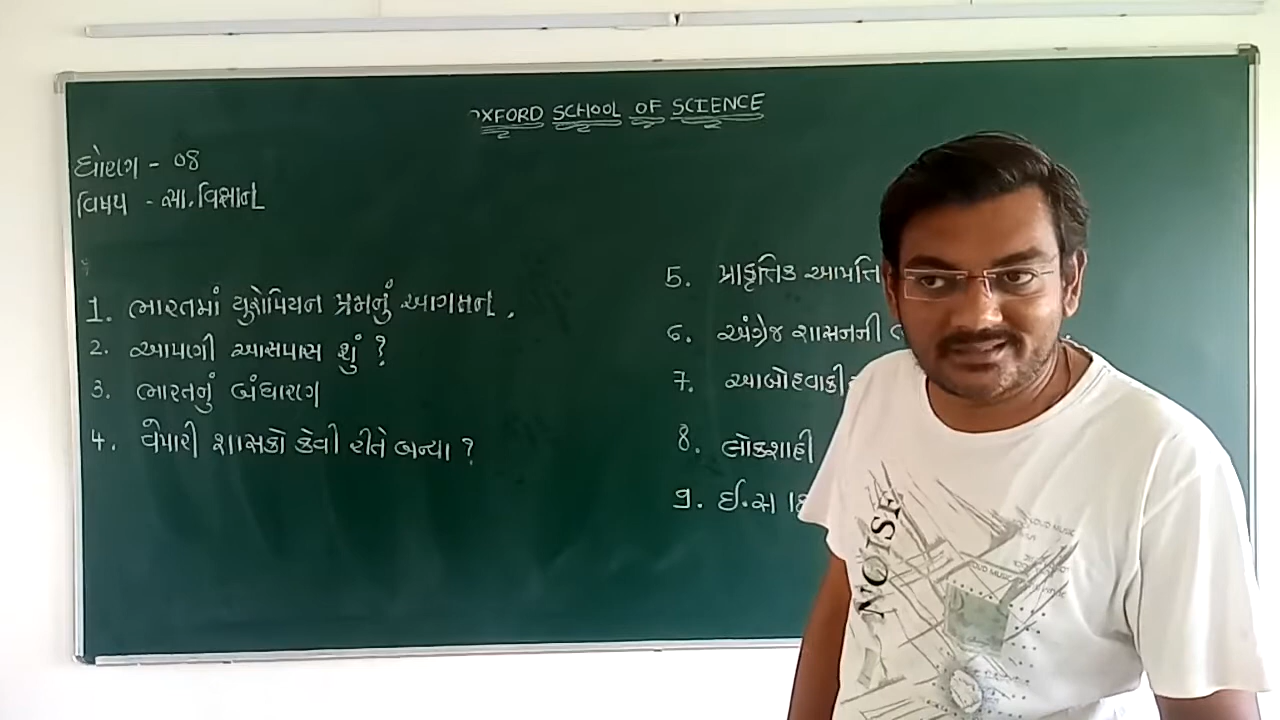 OXFORD SCHOOL OF SCIENCE
ધોરણ - 08
વિષય - સા. વિજ્ઞાન
1. ભારતમાં યુરોપિયન પ્રજાનું આગમન.
2. આપણી આસપાસ શું ?
3. ભારતનું બંધારણ
4. વેપારી શાસકો કેવી રીતે બન્યા ?
5. પ્રાકૃત્તિક આપત્તિ
6. અંગ્રેજ શાસનની
7. આબોહવાકી
8. લોકશાહી
9. ઈ.સ
NOISE